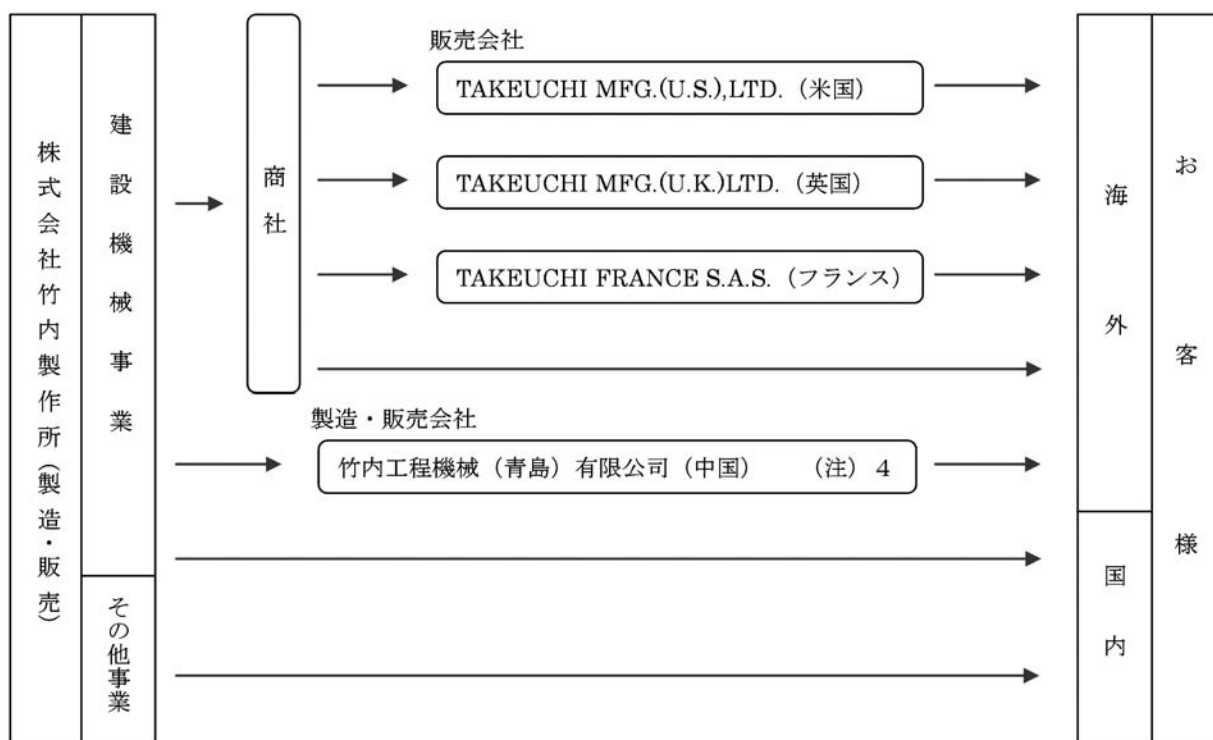 株式会社竹内製作所(製造・販売)
建設機械事業
その他事業
商社
販売会社
TAKEUCHI MFG.(U.S.),LTD.（米国）
TAKEUCHI MFG.(U.K.)LTD.（英国）
TAKEUCHI FRANCE S.A.S.（フランス）
製造・販売会社
竹内工程機械（青島）有限公司（中国）　（注）4
海外
国内
お客様